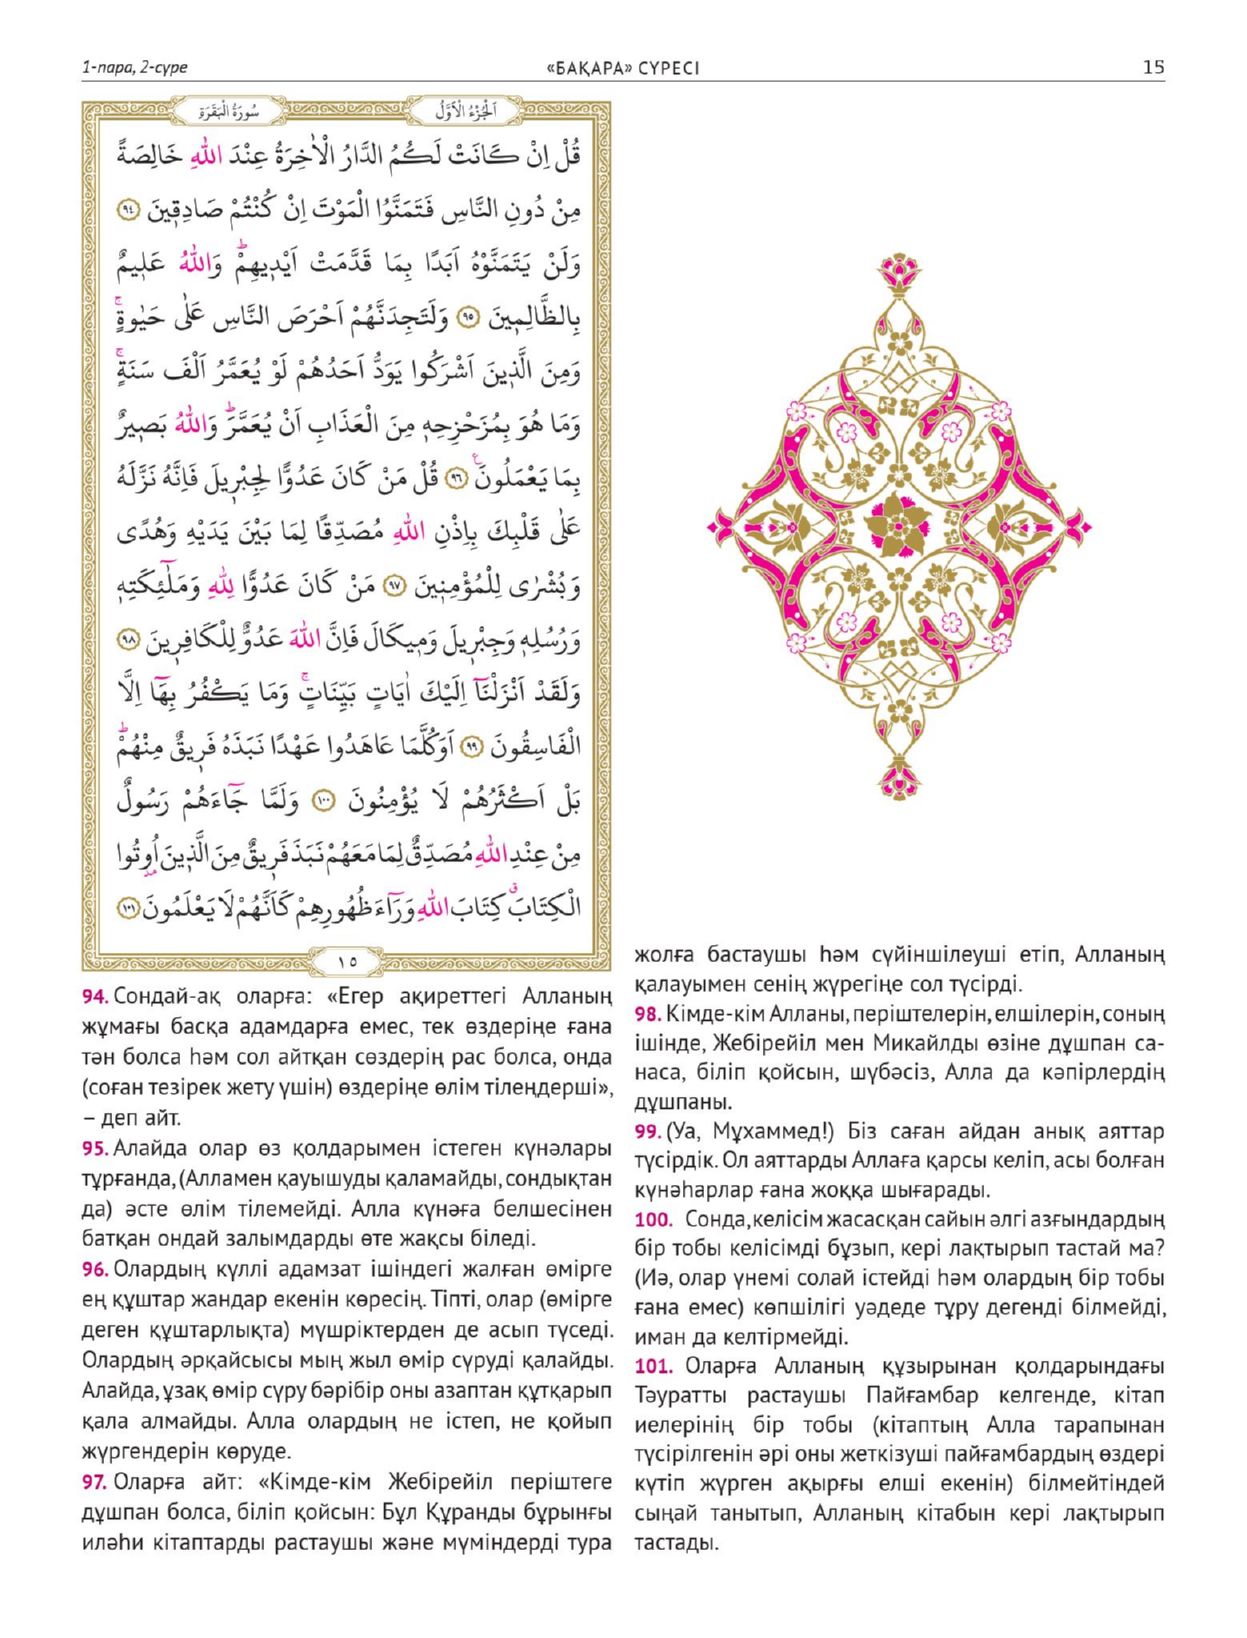 1-пара, 2-сүре
«БАҚАРА» СҮРЕСІ
15
اَلْجُزْءُ الْاَوَّلُ
سُورَةُ الْبَقَرَةِ
قُلْ اِنْ كَانَتْ لَكُمُ الدَّارُ الْاٰخِرَةُ عِنْدَ اللّٰهِ خَالِصَةً
مِنْ دُونِ النَّاسِ فَتَمَنَّوُا الْمَوْتَ اِنْ كُنْتُمْ صَادِقٖينَ ٩٤
وَلَنْ يَتَمَنَّوْهُ اَبَدًا بِمَا قَدَّمَتْ اَيْدٖيهِمْؕ وَاللّٰهُ عَلٖيمٌ
بِالظَّالِمٖينَ ٩٥ وَلَتَجِدَنَّهُمْ اَحْرَصَ النَّاسِ عَلٰى حَيٰوةٍۚ
وَمِنَ الَّذٖينَ اَشْرَكُوا يَوَدُّ اَحَدُهُمْ لَوْ يُعَمَّرُ اَلْفَ سَنَةٍۚ
وَمَا هُوَ بِمُزَحْزِحِهٖ مِنَ الْعَذَابِ اَنْ يُعَمَّرَؕ وَاللّٰهُ بَصٖيرٌ
بِمَا يَعْمَلُونَࣖ ٩٦ قُلْ مَنْ كَانَ عَدُوًّا لِجِبْرٖيلَ فَاِنَّهُ نَزَّلَهُ
عَلٰى قَلْبِكَ بِاِذْنِ اللّٰهِ مُصَدِّقًا لِمَا بَيْنَ يَدَيْهِ وَهُدًى
وَبُشْرٰى لِلْمُؤْمِنٖينَ ٩٧ مَنْ كَانَ عَدُوًّا لِلّٰهِ وَمَلٰٓئِكَتِهٖ
وَرُسُلِهٖ وَجِبْرٖيلَ وَمٖيكَالَ فَاِنَّ اللّٰهَ عَدُوٌّ لِلْكَافِرٖينَ ٩٨
وَلَقَدْ اَنْزَلْنَٓا اِلَيْكَ اٰيَاتٍ بَيِّنَاتٍۚ وَمَا يَكْفُرُ بِهَٓا اِلَّا
الْفَاسِقُونَ ٩٩ اَوَكُلَّمَا عَاهَدُوا عَهْدًا نَبَذَهُ فَرٖيقٌ مِنْهُمْؕ
بَلْ اَكْثَرُهُمْ لَا يُؤْمِنُونَ ١٠٠ وَلَمَّا جَٓاءَهُمْ رَسُولٌ
مِنْ عِنْدِ اللّٰهِ مُصَدِّقٌ لِمَا مَعَهُمْ نَبَذَ فَرٖيقٌ مِنَ الَّذٖينَ اُو۫تُوا
الْكِتَابَۗ كِتَابَ اللّٰهِ وَرَٓاءَ ظُهُورِهِمْ كَاَنَّهُمْ لَا يَعْلَمُونَ ١٠١
١٥
94. Сондай-ақ оларға: «Егер ақиреттегі Алланың
жұмағы басқа адамдарға емес, тек өздеріңе ғана
тән болса һәм сол айтқан сөздерің рас болса, онда
(соған тезірек жету үшін) өздеріңе өлім тілеңдерші»,
– деп айт.
95. Алайда олар өз қолдарымен істеген күнәлары
тұрғанда, (Алламен қауышуды қаламайды, сондықтан
да) әсте өлім тілемейді. Алла күнәға белшесінен
батқан ондай залымдарды өте жақсы біледі.
96. Олардың күллі адамзат ішіндегі жалған өмірге
ең құштар жандар екенін көресің. Тіпті, олар (өмірге
деген құштарлықта) мүшріктерден де асып түседі.
Олардың әрқайсысы мың жыл өмір сүруді қалайды.
Алайда, ұзақ өмір сүру бәрібір оны азаптан құтқарып
қала алмайды. Алла олардың не істеп, не қойып
жүргендерін көруде.
97. Оларға айт: «Кімде-кім Жебірейіл періштеге
дұшпан болса, біліп қойсын: Бұл Құранды бұрынғы
иләһи кітаптарды растаушы және мүміндерді тура
жолға бастаушы һәм сүйіншілеуші етіп, Алланың
қалауымен сенің жүрегіңе сол түсірді.
98. Кімде-кім Алланы, періштелерін, елшілерін, соның
ішінде, Жебірейіл мен Микайлды өзіне дұшпан са-
наса, біліп қойсын, шүбәсіз, Алла да кәпірлердің
дұшпаны.
99. (Уа, Мұхаммед!) Біз саған айдан анық аяттар
түсірдік. Ол аяттарды Аллаға қарсы келіп, асы болған
күнәһарлар ғана жоққа шығарады.
100. Сонда,келісім жасасқан сайын әлгі азғындардың
бір тобы келісімді бұзып, кері лақтырып тастай ма?
(Иә, олар үнемі солай істейді һәм олардың бір тобы
ғана емес) көпшілігі уәдеде тұру дегенді білмейді,
иман да келтірмейді.
101. Оларға Алланың құзырынан қолдарындағы
Тәуратты растаушы Пайғамбар келгенде, кітап
иелерінің бір тобы (кітаптың Алла тарапынан
түсірілгенін әрі оны жеткізуші пайғамбардың өздері
күтіп жүрген ақырғы елші екенін) білмейтіндей
сыңай танытып, Алланың кітабын кері лақтырып
тастады.